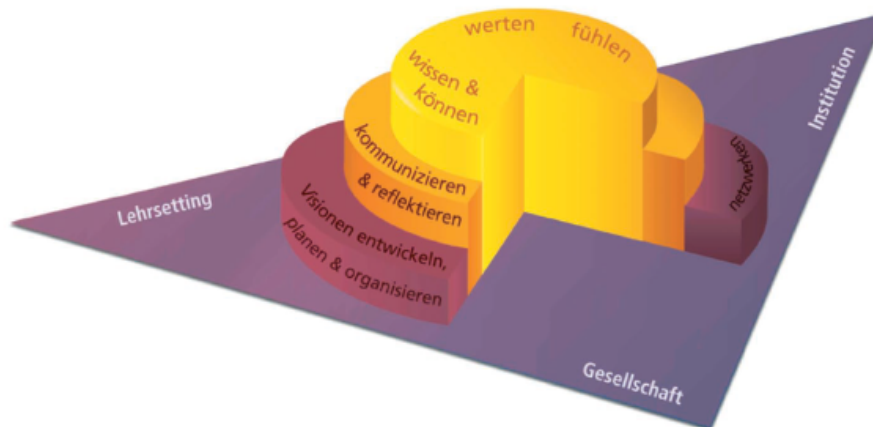 werten fühlen
wissen &
können
kommunizieren
& reflektieren
Visionen entwickeln,
planen & organisieren
netzwerken
Lehrsetting
Institution
Gesellschaft